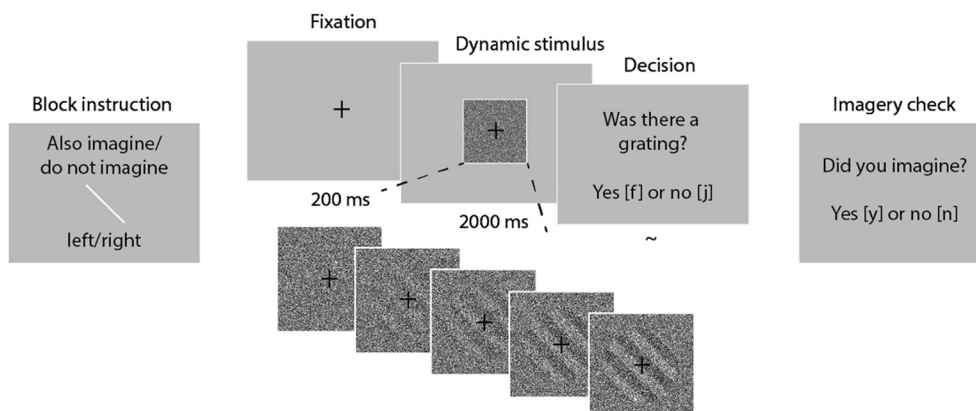 Block instruction
Also imagine/
do not imagine
left/right
Fixation
200 ms
Dynamic stimulus
2000 ms
Decision
Was there a
grating?
Yes [f] or no [j]
~
Imagery check
Did you imagine?
Yes [y] or no [n]